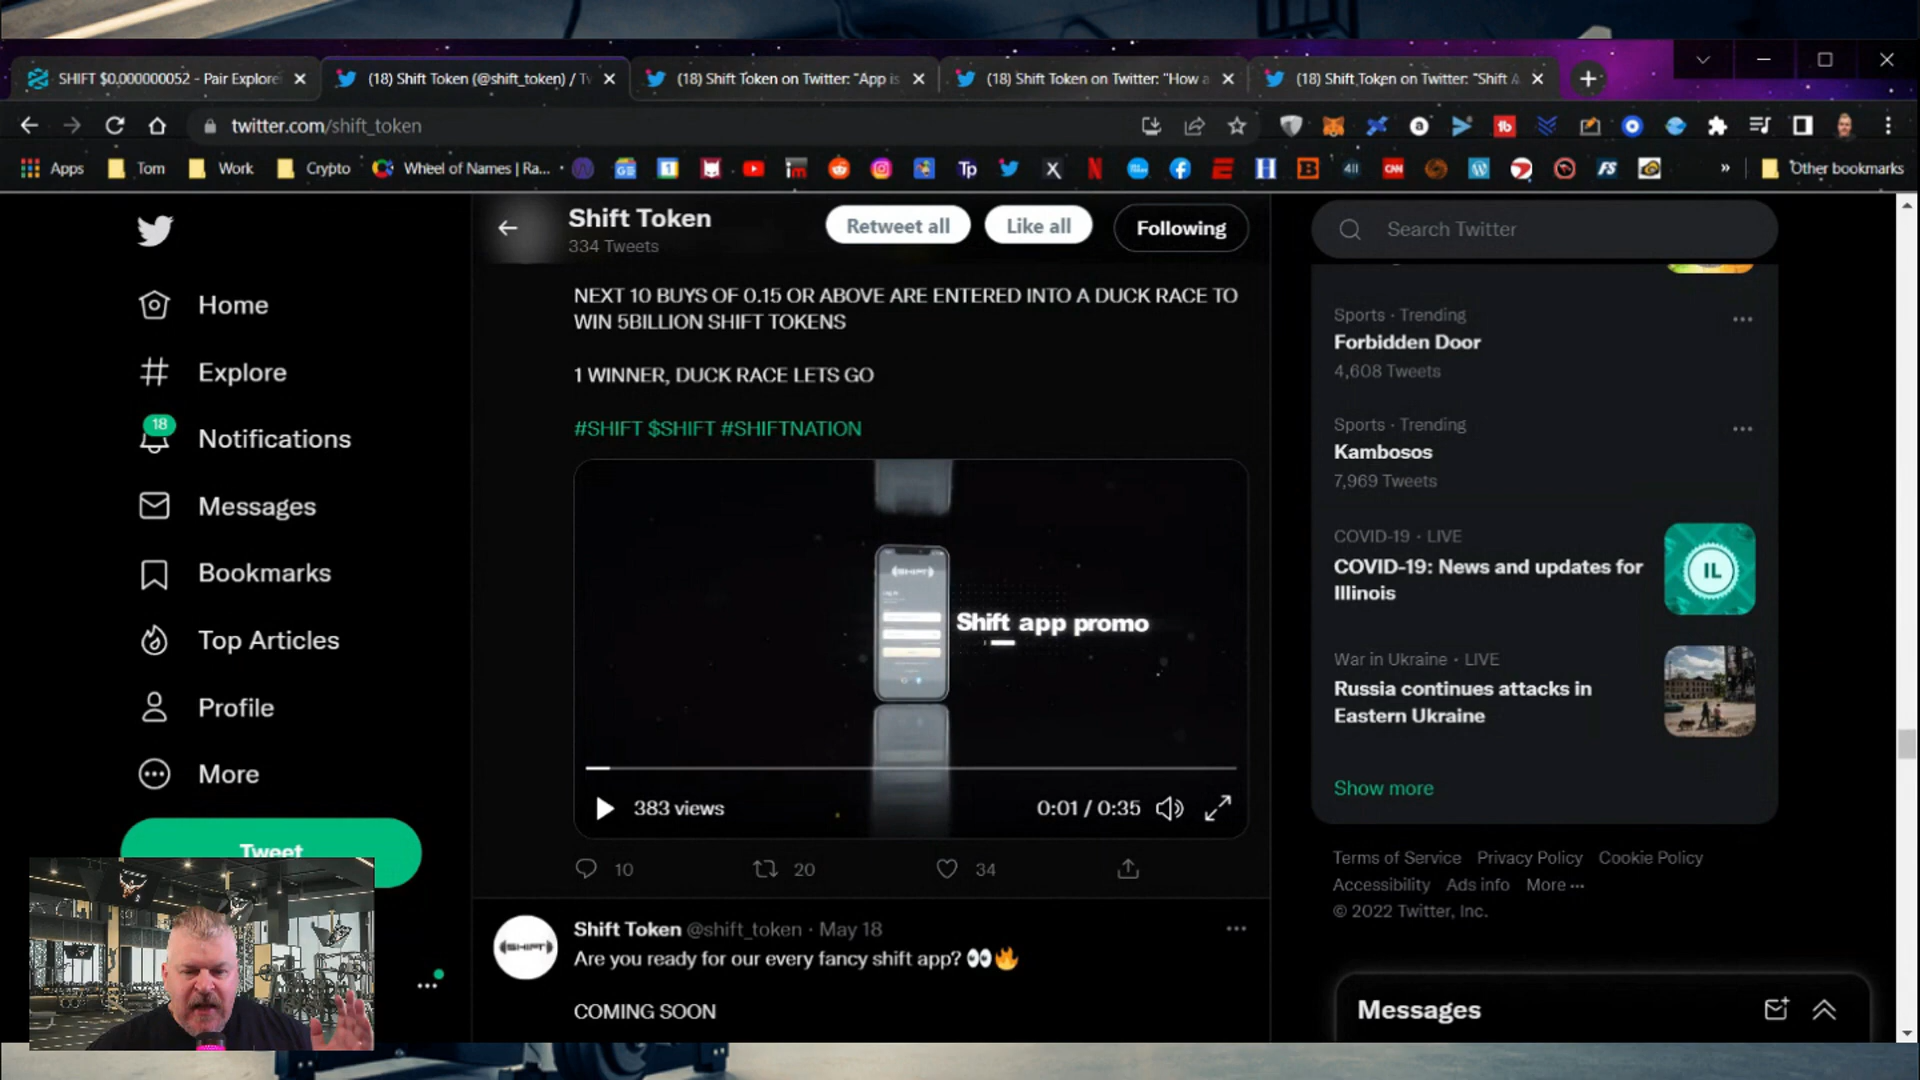 SHIFT $0.000000052 - Pair Explore
(18) Shift Token (@shift_token) / Tw
(18) Shift Token on Twitter: "App is
(18) Shift Token on Twitter: "How a
(18) Shift Token on Twitter: "Shift A
twitter.com/shift_token
Apps
Tom
Work
Crypto
Wheel of Names | Ra...
Tp
CNN
FS
»
Other bookmarks
Shift Token
334 Tweets
Retweet all
Like all
Following
Search Twitter
Home
Explore
18
Notifications
Messages
Bookmarks
Top Articles
Profile
More
Tweet
NEXT 10 BUYS OF 0.15 OR ABOVE ARE ENTERED INTO A DUCK RACE TO
WIN 5BILLION SHIFT TOKENS
1 WINNER, DUCK RACE LETS GO
#SHIFT $SHIFT #SHIFTNATION
SHIFT
Shift app promo
383 views
0:01 / 0:35
10
20
34
SHIFT
Shift Token @shift_token · May 18
Are you ready for our every fancy shift app? 👀🔥
COMING SOON
Sports · Trending
Forbidden Door
4,608 Tweets
Sports · Trending
Kambosos
7,969 Tweets
COVID-19 · LIVE
COVID-19: News and updates for
Illinois
IL
War in Ukraine · LIVE
Russia continues attacks in
Eastern Ukraine
Show more
Terms of Service Privacy Policy Cookie Policy
Accessibility Ads info More ···
© 2022 Twitter, Inc.
Messages